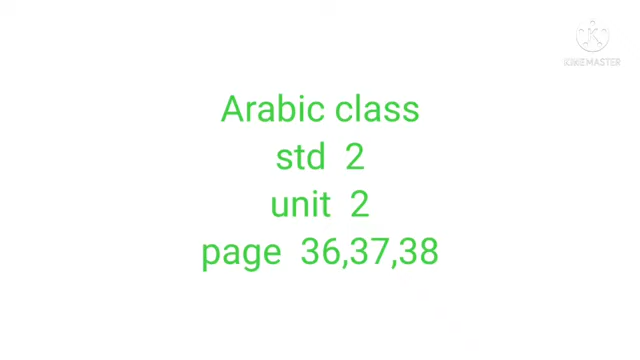 KINEMASTER
Arabic class
std 2
unit 2
page 36,37,38